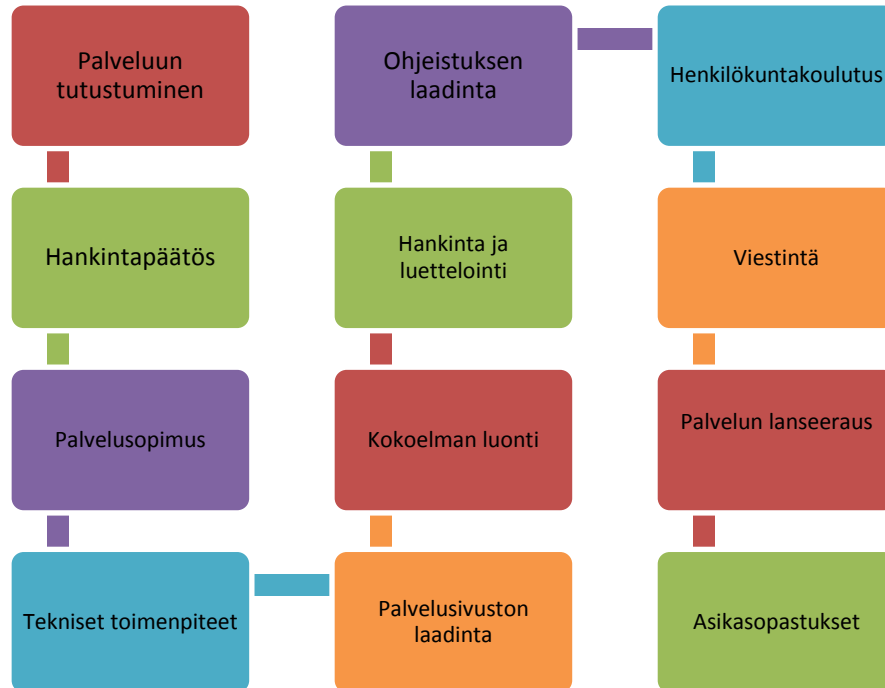 Palveluun
tutustuminen
Hankintapäätös
Palvelusopimus
Tekniset toimenpiteet
Palvelusivuston
laadinta
Kokoelman luonti
Hankinta ja
luettelointi
Ohjeistuksen
laadinta
Henkilökuntakoulutus
Viestintä
Palvelun lanseeraus
Asikasopastukset